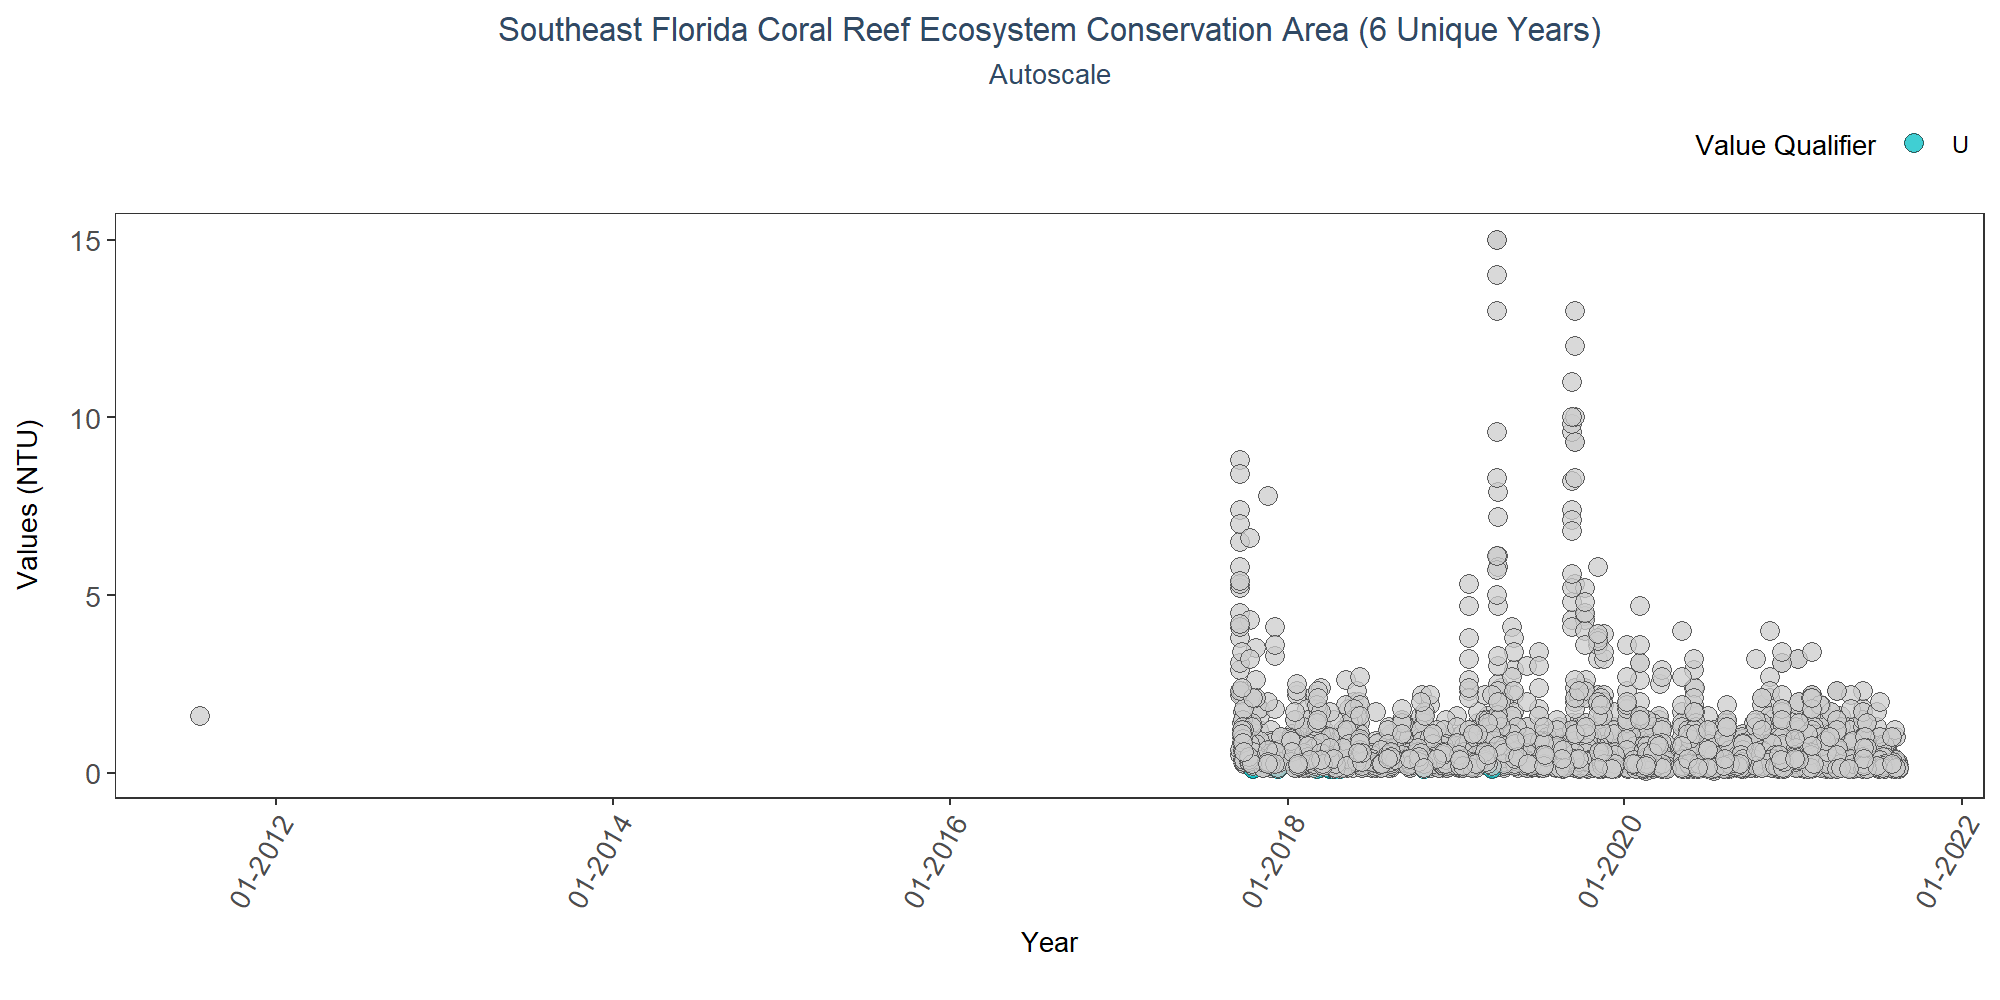 Southeast Florida Coral Reef Ecosystem Conservation Area (6 Unique Years)
Autoscale
Value Qualifier U
Values (NTU)
15
10
5
0
01-2012
01-2014
01-2016
01-2018
01-2020
01-2022
Year